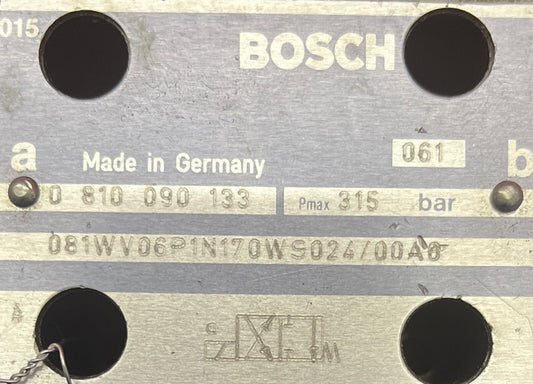 015
BOSCH
061
a Made in Germany b
0 810 090 133 Pmax 315 bar
081WV06P1N170WS024/00A0
W